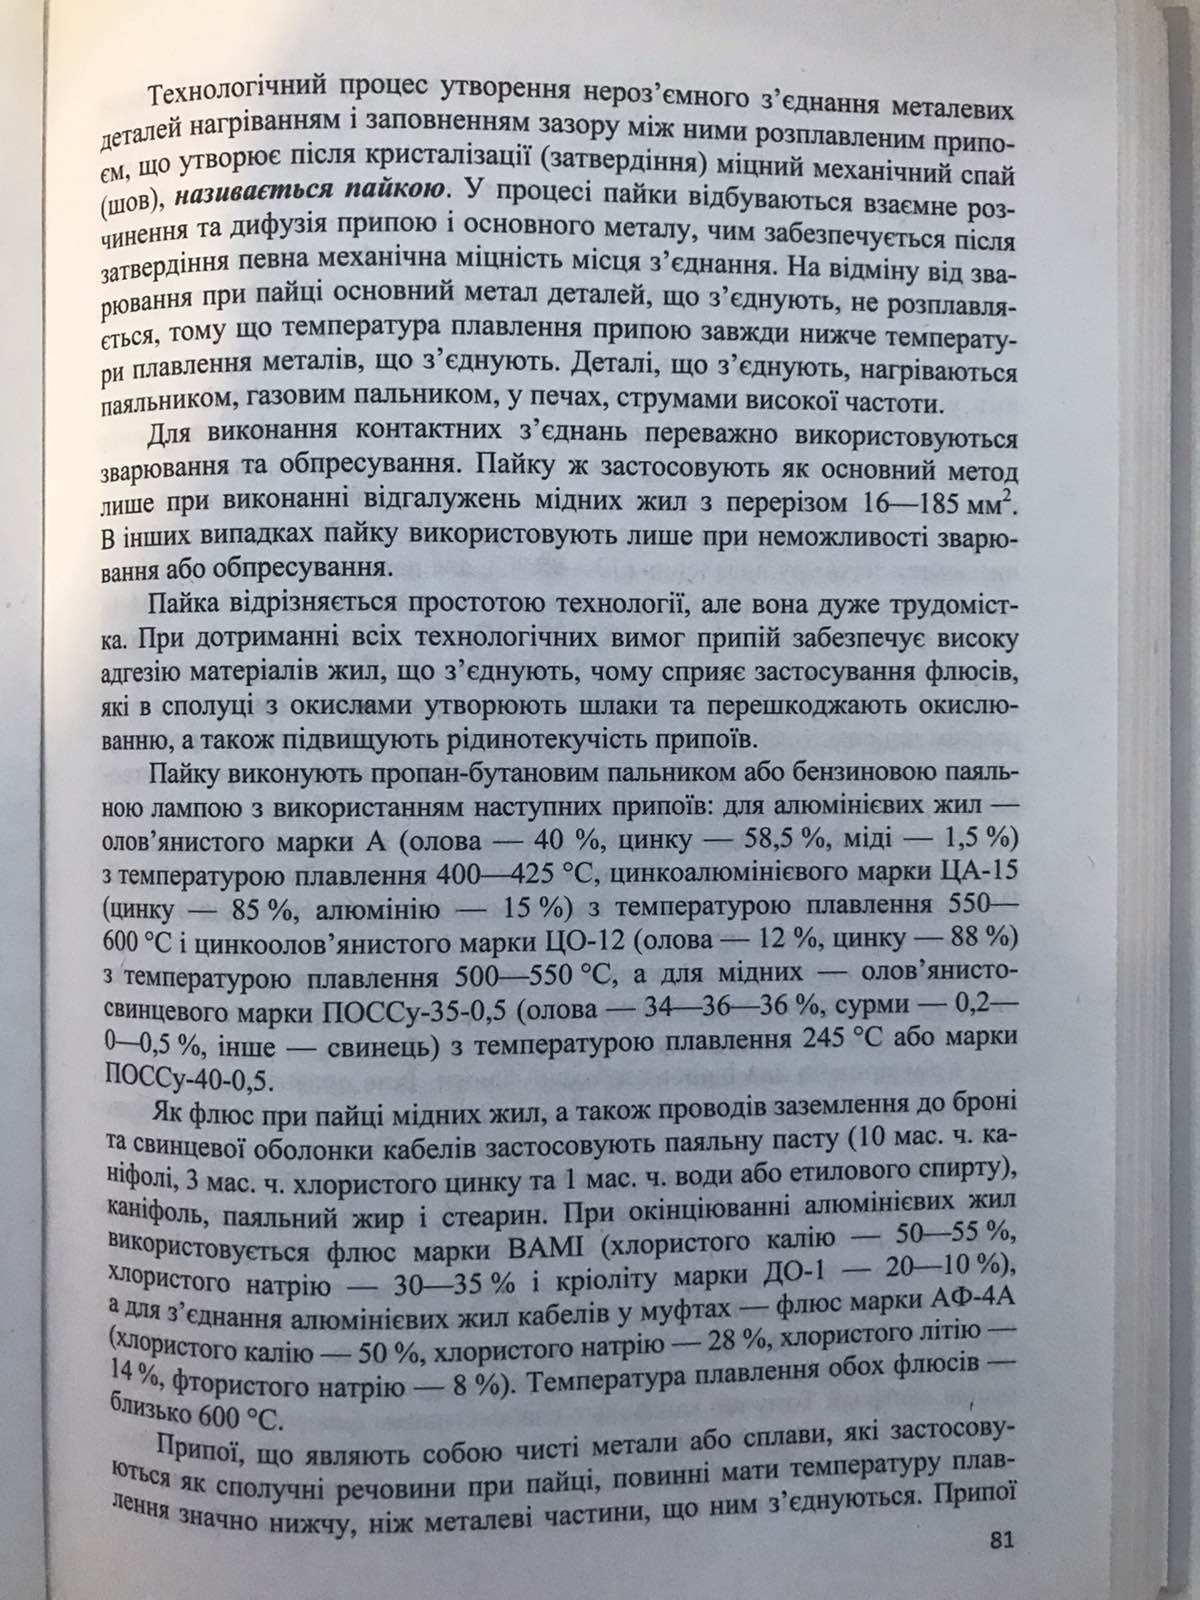 Технологічний процес утворення нероз’ємного з’єднання металевих
деталей нагріванням і заповненням зазору між ними розплавленим припо-
єм, що утворює після кристалізації (затвердіння) міцний механічний спай
(шов), називається пайкою. У процесі пайки відбуваються взаємне роз-
чинення та дифузія припою і основного металу, чим забезпечується після
затвердіння певна механічна міцність місця з’єднання. На відміну від зва-
рювання при пайці основний метал деталей, що з’єднують, не розплавля-
ється, тому що температура плавлення припою завжди нижче температу-
ри плавлення металів, що з’єднують. Деталі, що з’єднують, нагріваються
паяльником, газовим пальником, у печах, струмами високої частоти.
Для виконання контактних з’єднань переважно використовуються
зварювання та обпресування. Пайку ж застосовують як основний метод
лише при виконанні відгалужень мідних жил з перерізом 16—185 мм².
В інших випадках пайку використовують лише при неможливості зварю-
вання або обпресування.
Пайка відрізняється простотою технології, але вона дуже трудоміст-
ка. При дотриманні всіх технологічних вимог припій забезпечує високу
адгезію матеріалів жил, що з’єднують, чому сприяє застосування флюсів,
які в сполуці з окислами утворюють шлаки та перешкоджають окислю-
ванню, а також підвищують рідинотекучість припоїв.
Пайку виконують пропан-бутановим пальником або бензиновою паяль-
ною лампою з використанням наступних припоїв: для алюмінієвих жил —
олов’янистого марки А (олова — 40 %, цинку — 58,5 %, міді — 1,5 %)
з температурою плавлення 400—425 °С, цинкоалюмінієвого марки ЦА-15
(цинку — 85 %, алюмінію — 15 %) з температурою плавлення 550—
600 °С і цинкоолов’янистого марки ЦО-12 (олова — 12 %, цинку — 88 %)
з температурою плавлення 500—550 °С, а для мідних — олов’янисто-
свинцевого марки ПОССу-35-0,5 (олова — 34—36—36 %, сурми — 0,2—
0—0,5 %, інше — свинець) з температурою плавлення 245 °С або марки
ПОССу-40-0,5.
Як флюс при пайці мідних жил, а також проводів заземлення до броні
та свинцевої оболонки кабелів застосовують паяльну пасту (10 мас. ч. ка-
ніфолі, 3 мас. ч. хлористого цинку та 1 мас. ч. води або етилового спирту),
каніфоль, паяльний жир і стеарин. При окінціюванні алюмінієвих жил
використовується флюс марки ВАМІ (хлористого калію — 50—55 %,
хлористого натрію — 30—35 % і кріоліту марки ДО-1 — 20—10 %),
а для з’єднання алюмінієвих жил кабелів у муфтах — флюс марки АФ-4А
(хлористого калію — 50 %, хлористого натрію — 28 %, хлористого літію —
14 %, фтористого натрію — 8 %). Температура плавлення обох флюсів —
близько 600 °С.
Припої, що являють собою чисті метали або сплави, які застосову-
ються як сполучні речовини при пайці, повинні мати температуру плав-
лення значно нижчу, ніж металеві частини, що ним з’єднуються. Припої
81